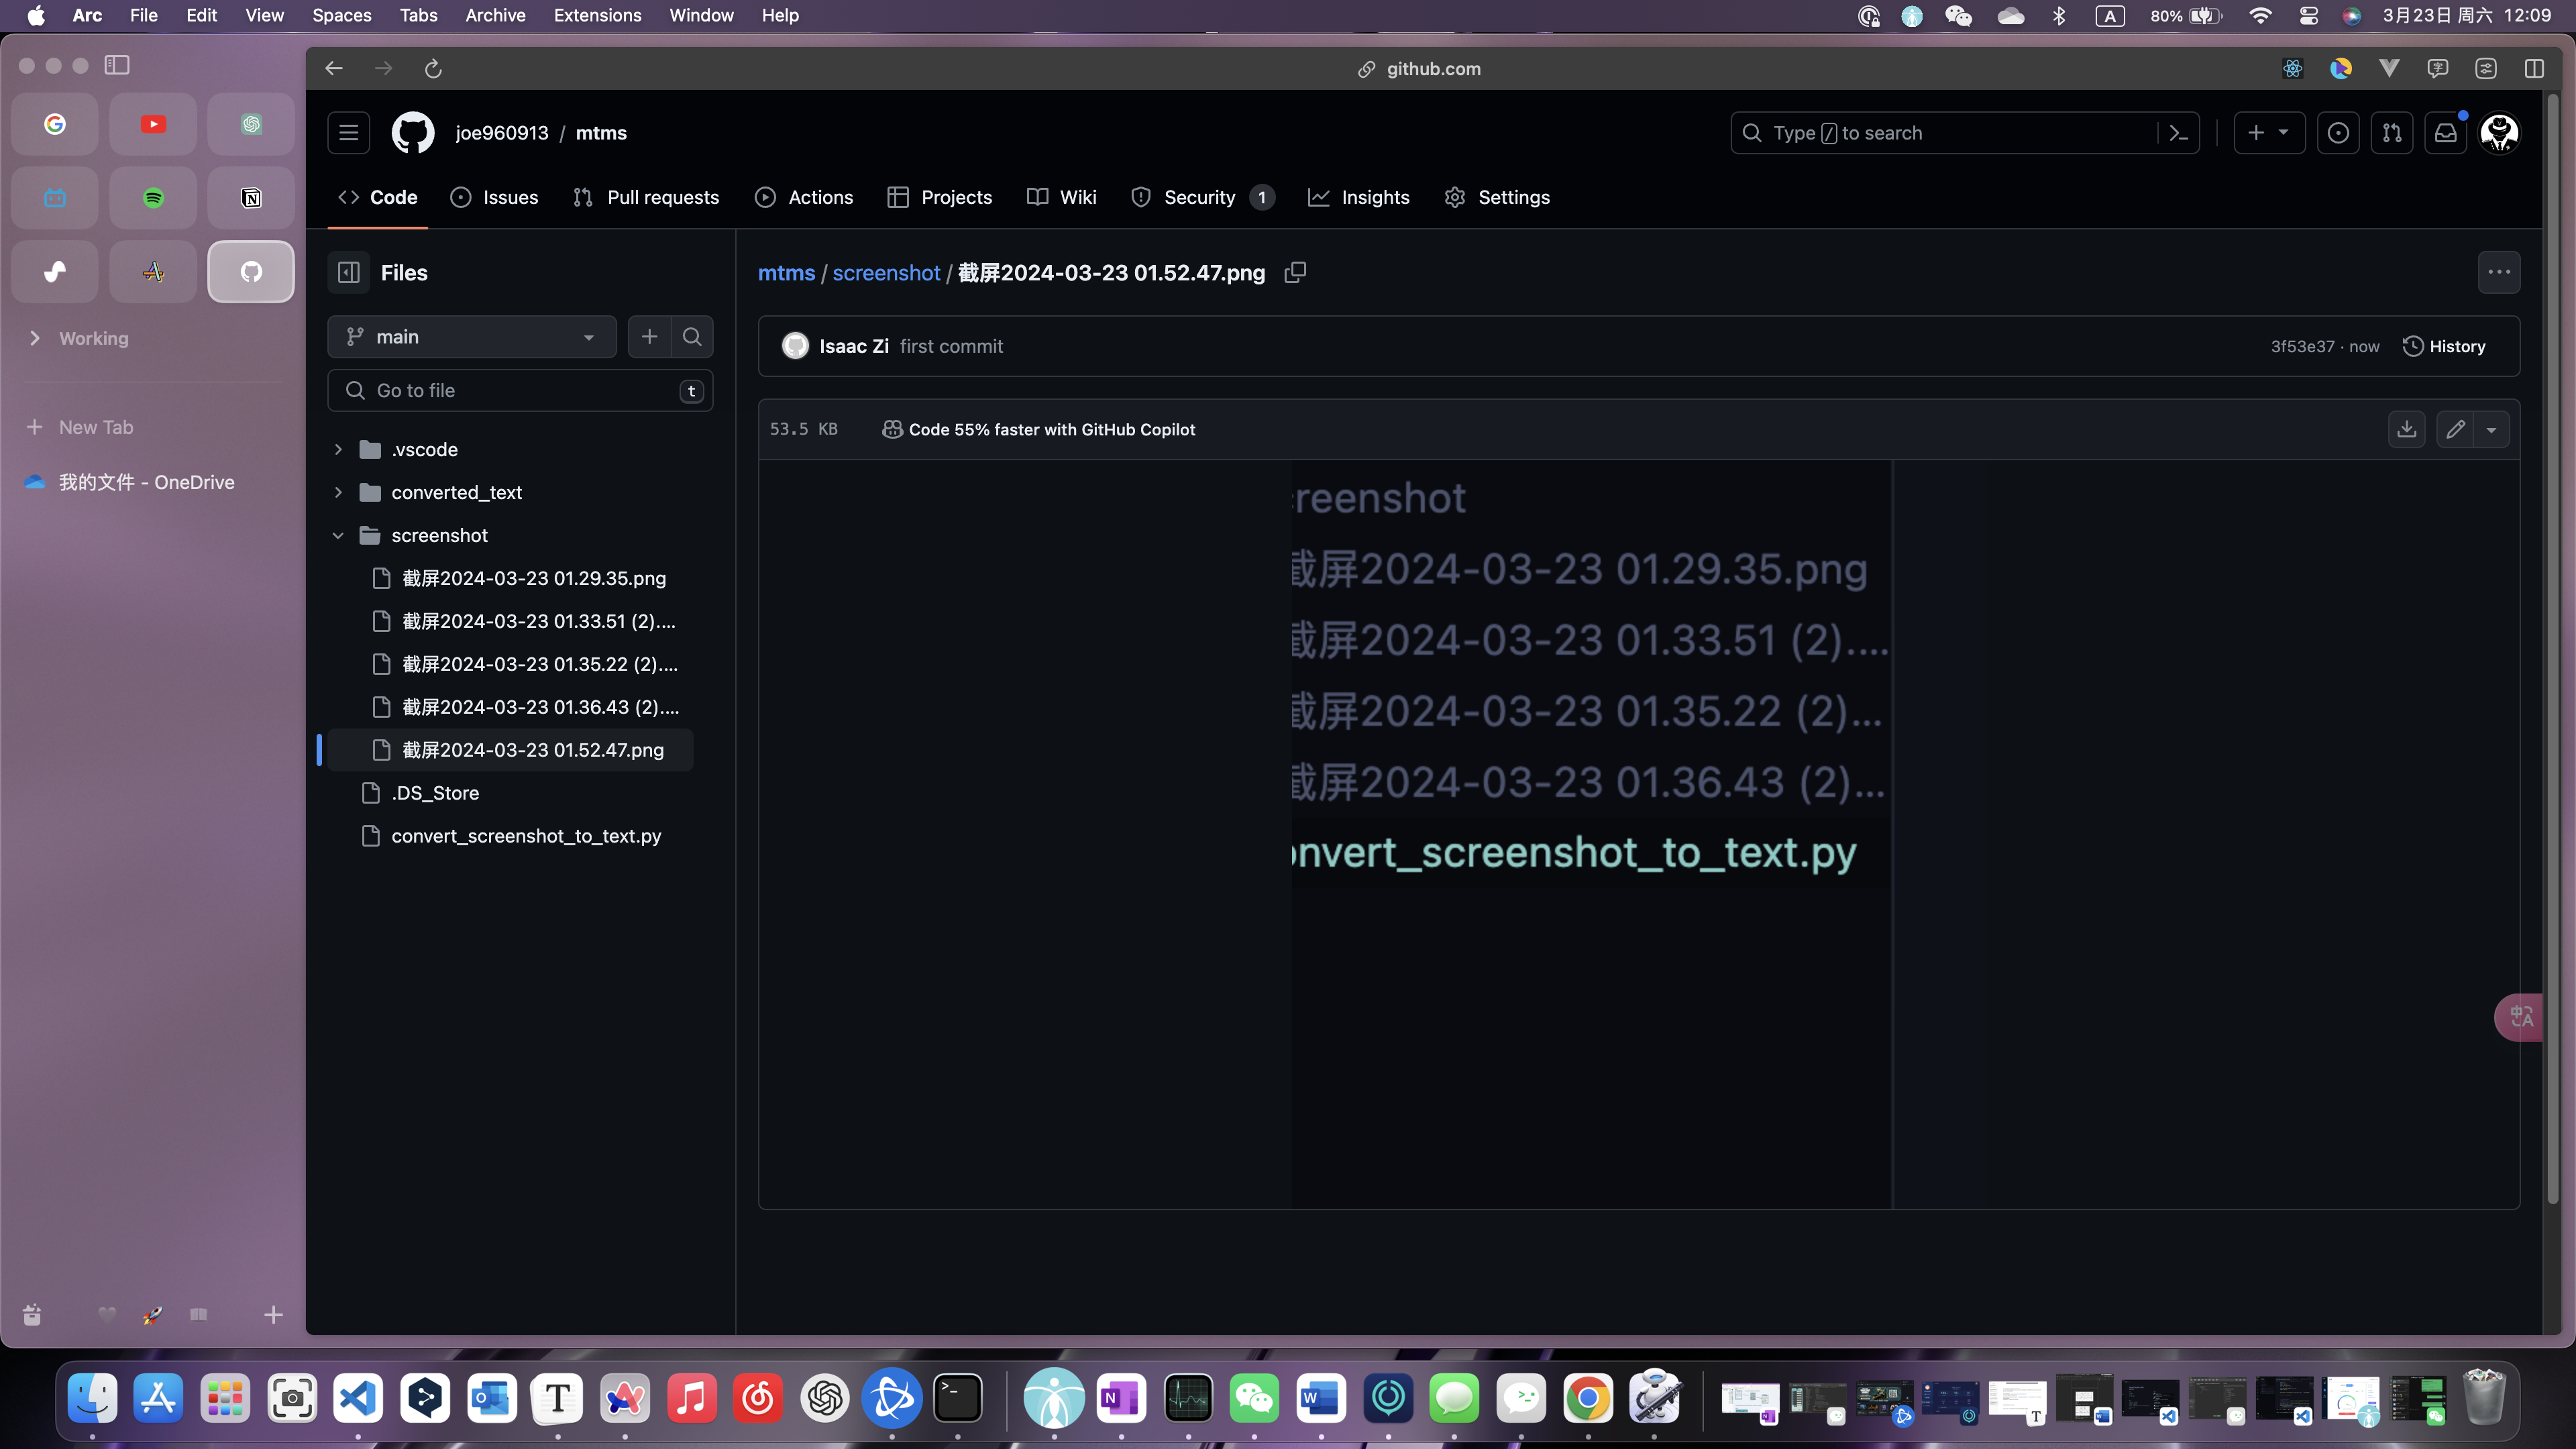 Arc File Edit View Spaces Tabs Archive Extensions Window Help
A 80% 3月23日 周六 12:09
github.com
joe960913 / mtms
Type / to search
Code Issues Pull requests Actions Projects Wiki Security 1 Insights Settings
Working
New Tab
我的文件 - OneDrive
Files
main
Go to file t
.vscode
converted_text
screenshot
截屏2024-03-23 01.29.35.png
截屏2024-03-23 01.33.51 (2)....
截屏2024-03-23 01.35.22 (2)....
截屏2024-03-23 01.36.43 (2)....
截屏2024-03-23 01.52.47.png
.DS_Store
convert_screenshot_to_text.py
mtms / screenshot / 截屏2024-03-23 01.52.47.png
Isaac Zi first commit
3f53e37 · now History
53.5 KB Code 55% faster with GitHub Copilot
reenshot
截屏2024-03-23 01.29.35.png
截屏2024-03-23 01.33.51 (2)....
截屏2024-03-23 01.35.22 (2)...
截屏2024-03-23 01.36.43 (2)...
onvert_screenshot_to_text.py